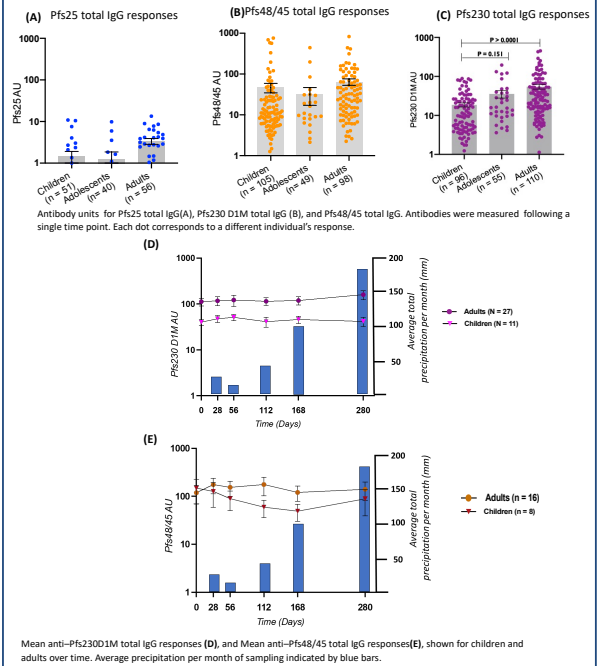 (A) Pfs25 total IgG responses
Pfs25 AU
1000
100
10
1
Children
(n = 51)
Adolescents
(n = 40)
Adults
(n = 56)
(B)Pfs48/45 IgG responses
Pfs48/45 AU
1000
100
10
1
Children
(n = 105)
Adolescents
(n = 49)
Adults
(n = 98)
(C) Pfs230 total IgG responses
P > 0.0001
P = 0.151
Pfs230 D1M AU
1000
100
10
1
Children
(n = 96)
Adolescents
(n = 55)
Adults
(n = 110)
Antibody units for Pfs25 total IgG(A), Pfs230 D1M total IgG (B), and Pfs48/45 total IgG. Antibodies were measured following a
single time point. Each dot corresponds to a different individual's response.
(D)
Pfs230 D1M AU
1000
100
10
1
0 28 56 112 168 280
Time (Days)
200
150
100
50
Average total
precipitation per month (mm)
Adults (N = 27)
Children (N = 11)
(E)
Pfs48/45 AU
1000
100
10
1
0 28 56 112 168 280
Time (Days)
200
150
100
50
Average total
precipitation per month (mm)
Adults (n = 16)
Children (n = 8)
Mean anti–Pfs230D1M total IgG responses (D), and Mean anti–Pfs48/45 total IgG responses(E), shown for children and
adults over time. Average precipitation per month of sampling indicated by blue bars.